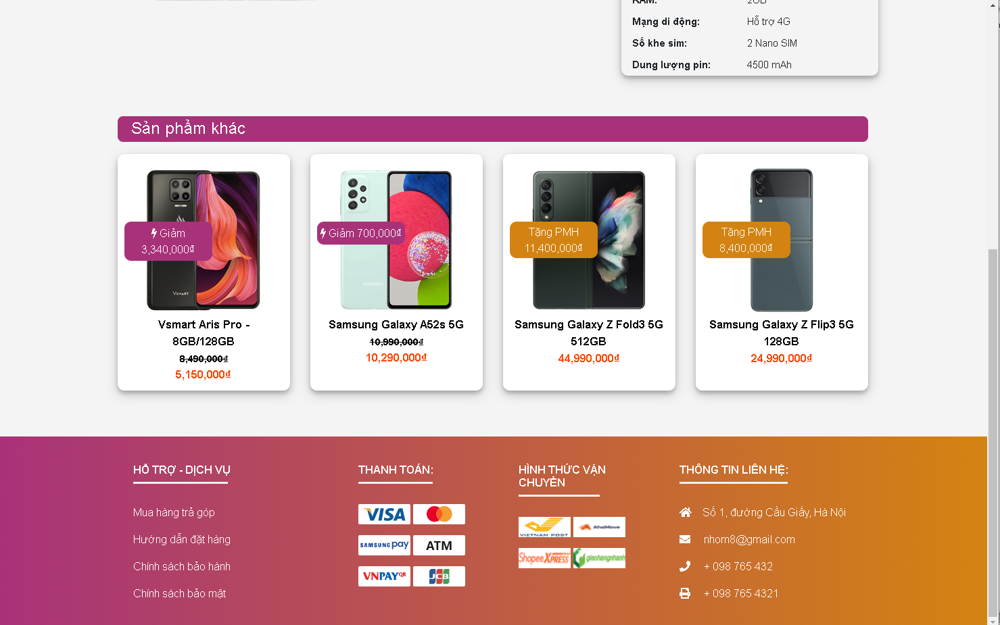 RAM:
2GB
Mạng di động:
Hỗ trợ 4G
Số khe sim:
2 Nano SIM
Dung lượng pin:
4500 mAh
Sản phẩm khác
VSMART
Giảm
3,340,000₫
Vsmart Aris Pro -
8GB/128GB
8,490,000₫
5,150,000₫
SAMSUNG
Giảm 700,000₫
Samsung Galaxy A52s 5G
10,990,000₫
10,290,000₫
Tặng PMH
11,400,000₫
Samsung Galaxy Z Fold3 5G
512GB
44,990,000₫
Tặng PMH
8,400,000₫
Samsung Galaxy Z Flip3 5G
128GB
24,990,000₫
HỖ TRỢ - DỊCH VỤ
Mua hàng trả góp
Hướng dẫn đặt hàng
Chính sách bảo hành
Chính sách bảo mật
THANH TOÁN:
VISA
SAMSUNG pay
ATM
VNPAYQR
JCB
HÌNH THỨC VẬN
CHUYỂN
VIETNAM POST
AhaMove
Shopee XPRESS
giaohangnhanh
THÔNG TIN LIÊN HỆ:
Số 1, đường Cầu Giấy, Hà Nội
nhom8@gmail.com
+ 098 765 432
+ 098 765 4321